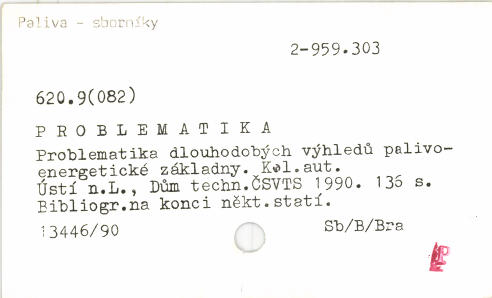 Paliva - sborníky
2-959.303
620.9(082)
P R O B L E M A T I K A
Problematika dlouhodobých výhledů palivo-
energetické základny. Kol.aut.
Ústí n.L., Dům techn.ČSVTS 1990. 136 s.
Bibliogr.na konci někt.statí.
13446/90
Sb/B/Bra